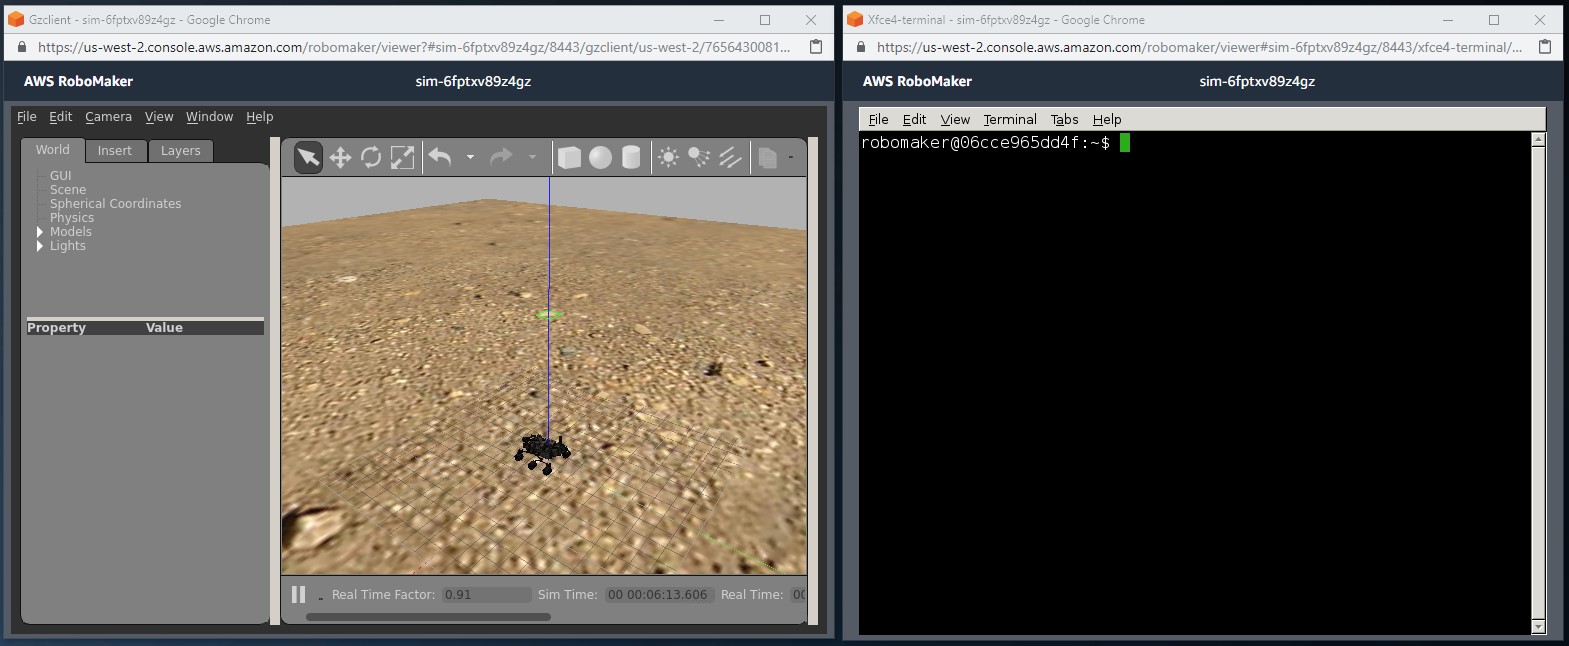 Gzclient - sim-6fptxv89z4gz - Google Chrome
https://us-west-2.console.aws.amazon.com/robomaker/viewer?#sim-6fptxv89z4gz/8443/gzclient/us-west-2/7656430081...
AWS RoboMaker sim-6fptxv89z4gz
File Edit Camera View Window Help
World Insert Layers
GUI
Scene
Spherical Coordinates
Physics
Models
Lights
Property Value
Real Time Factor: 0.91 Sim Time: 00 00:06:13.606 Real Time: 00
Xfce4-terminal - sim-6fptxv89z4gz - Google Chrome
https://us-west-2.console.aws.amazon.com/robomaker/viewer#sim-6fptxv89z4gz/8443/xfce4-terminal/...
AWS RoboMaker sim-6fptxv89z4gz
File Edit View Terminal Tabs Help
robomaker@06cce965dd4f:~$